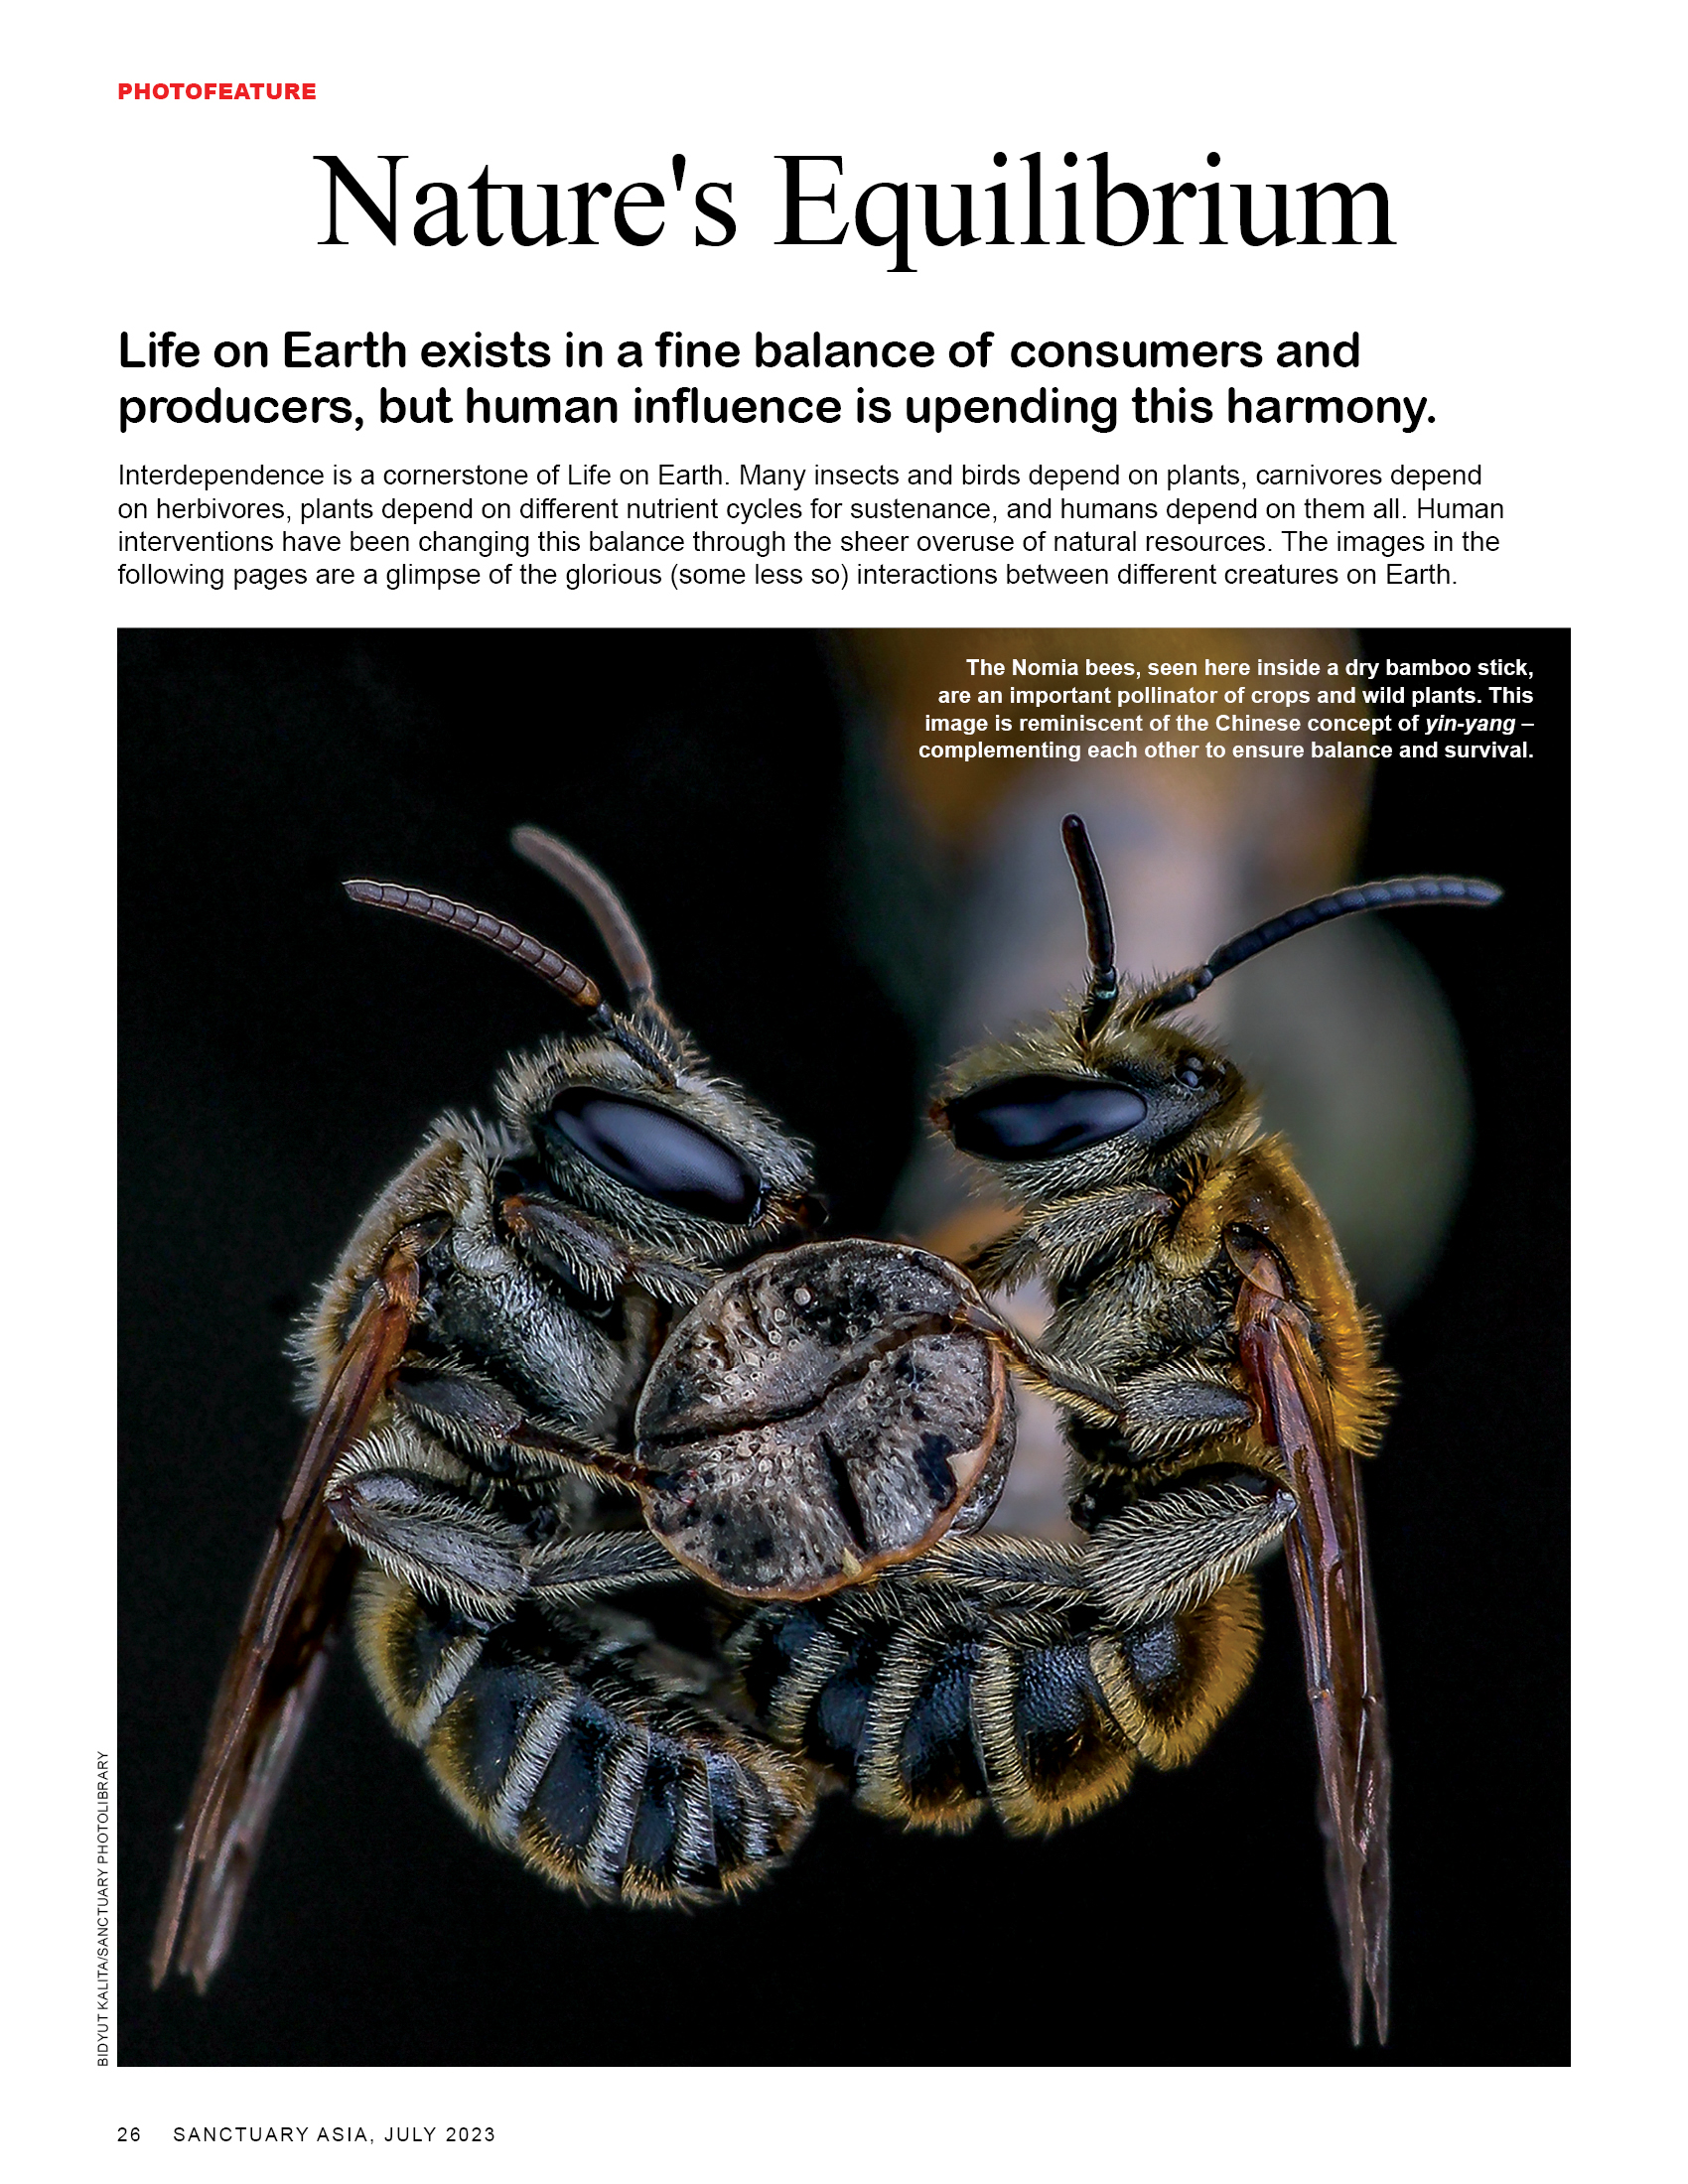 PHOTOFEATURE
Nature's Equilibrium
Life on Earth exists in a fine balance of consumers and
producers, but human influence is upending this harmony.
Interdependence is a cornerstone of Life on Earth. Many insects and birds depend on plants, carnivores depend
on herbivores, plants depend on different nutrient cycles for sustenance, and humans depend on them all. Human
interventions have been changing this balance through the sheer overuse of natural resources. The images in the
following pages are a glimpse of the glorious (some less so) interactions between different creatures on Earth.
The Nomia bees, seen here inside a dry bamboo stick,
are an important pollinator of crops and wild plants. This
image is reminiscent of the Chinese concept of yin-yang –
complementing each other to ensure balance and survival.
BIDYUT KALITA/SANCTUARY PHOTOLIBRARY
26 SANCTUARY ASIA, JULY 2023